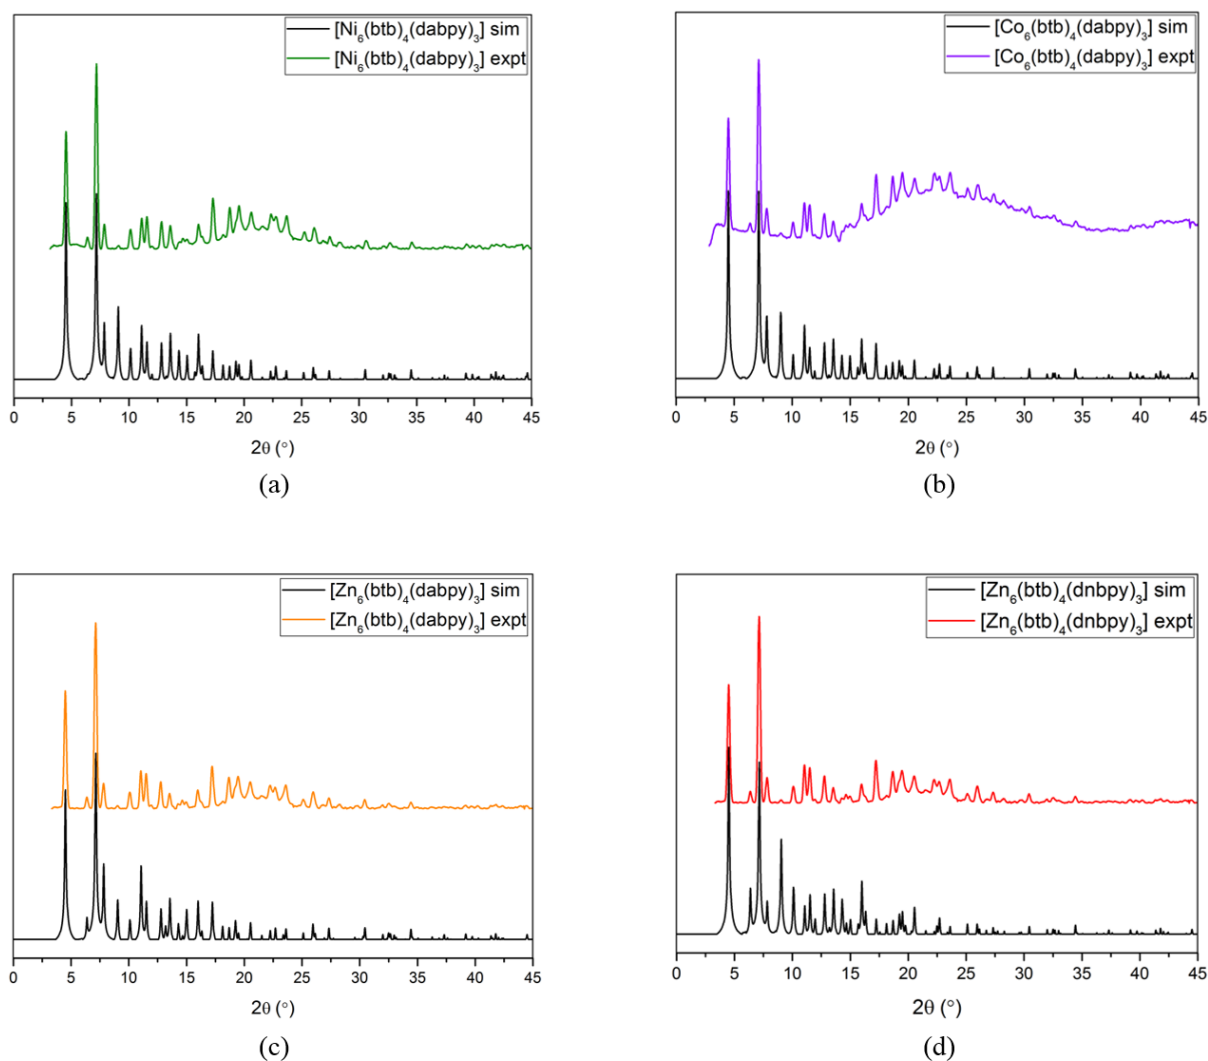 [Ni₆(btb)₄(dabpy)₃] sim
[Ni₆(btb)₄(dabpy)₃] expt
0 5 10 15 20 25 30 35 40 45
2θ (°)
(a)
[Co₆(btb)₄(dabpy)₃] sim
[Co₆(btb)₄(dabpy)₃] expt
0 5 10 15 20 25 30 35 40 45
2θ (°)
(b)
[Zn₆(btb)₄(dabpy)₃] sim
[Zn₆(btb)₄(dabpy)₃] expt
0 5 10 15 20 25 30 35 40 45
2θ (°)
(c)
[Zn₆(btb)₄(dnbpy)₃] sim
[Zn₆(btb)₄(dnbpy)₃] expt
0 5 10 15 20 25 30 35 40 45
2θ (°)
(d)